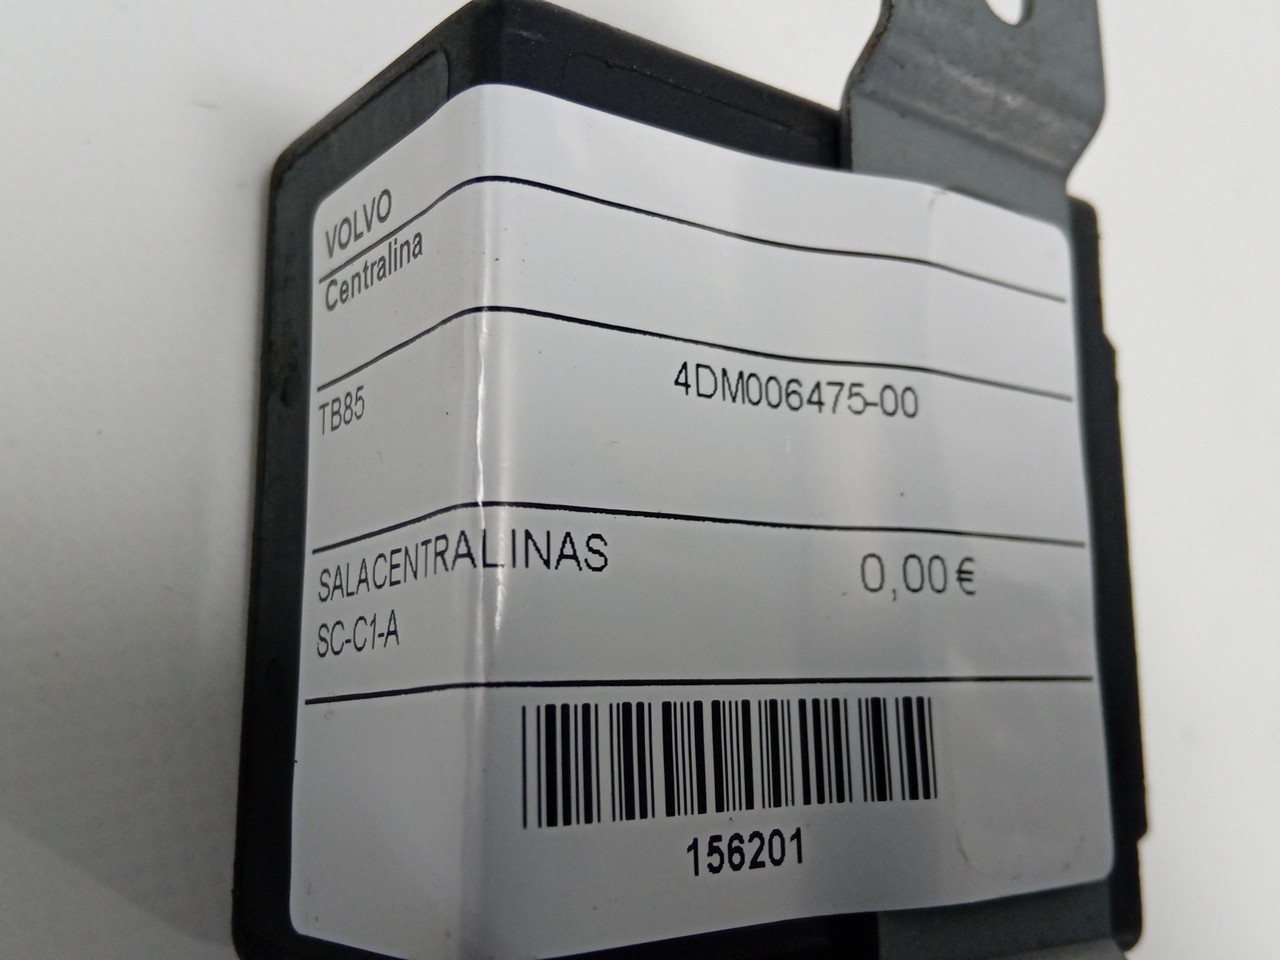 VOLVO
Centralina
TB85 4DM006475-00
SALACENTRALINAS 0,00€
SC-C1-A
156201